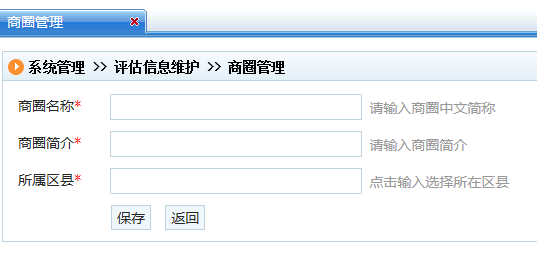 商圈管理
系统管理 >> 评估信息维护 >> 商圈管理
商圈名称* 请输入商圈中文简称
商圈简介* 请输入商圈简介
所属区县* 点击输入选择所在区县
保存 返回